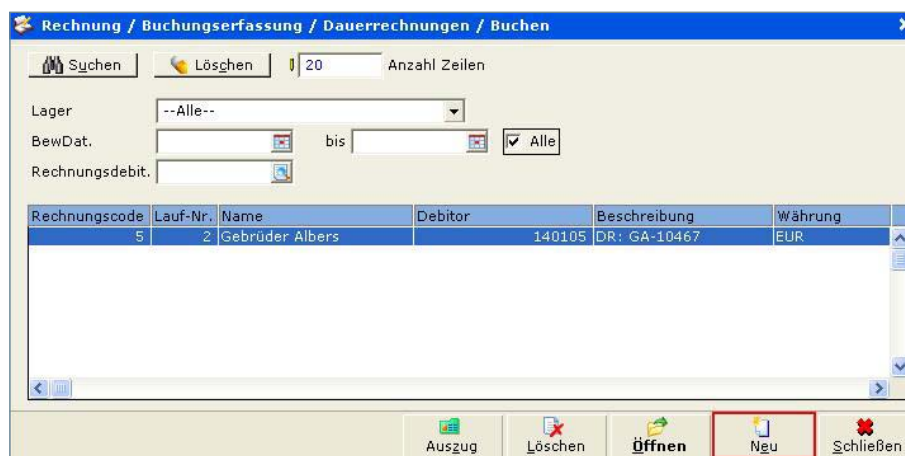 Rechnung / Buchungserfassung / Dauerrechnungen / Buchen
Suchen Löschen 20 Anzahl Zeilen
Lager --Alle--
BewDat. bis Alle
Rechnungsdebit.
Rechnungscode Lauf-Nr. Name Debitor Beschreibung Währung
5 2 Gebrüder Albers 140105 DR: GA-10467 EUR
Auszug Löschen Öffnen Neu Schließen